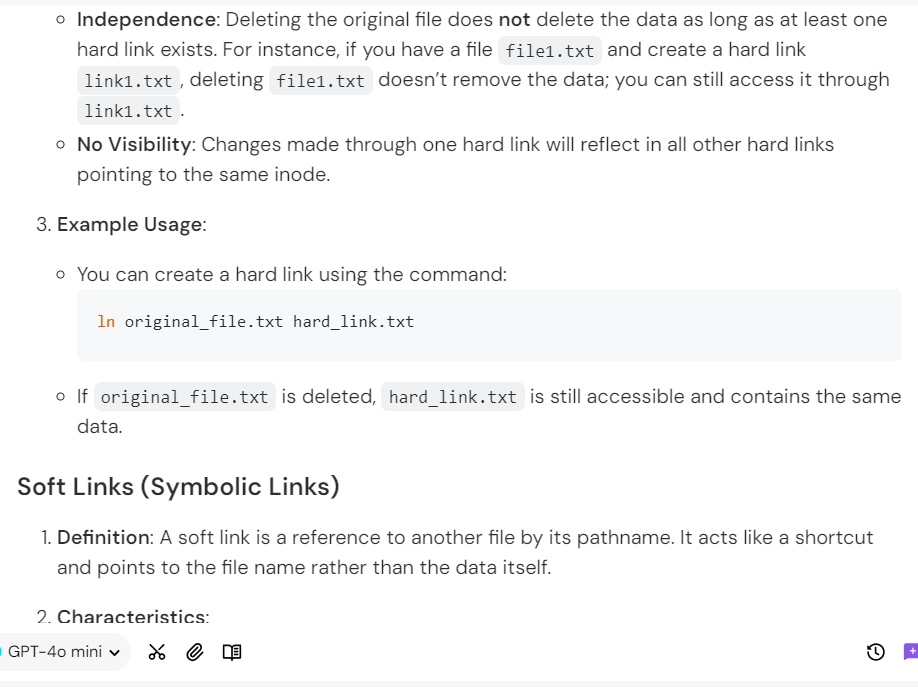 Independence: Deleting the original file does not delete the data as long as at least one
hard link exists. For instance, if you have a file file1.txt and create a hard link
link1.txt , deleting file1.txt doesn’t remove the data; you can still access it through
link1.txt .
No Visibility: Changes made through one hard link will reflect in all other hard links
pointing to the same inode.
3. Example Usage:
You can create a hard link using the command:
ln original_file.txt hard_link.txt
If original_file.txt is deleted, hard_link.txt is still accessible and contains the same
data.
Soft Links (Symbolic Links)
1. Definition: A soft link is a reference to another file by its pathname. It acts like a shortcut
and points to the file name rather than the data itself.
2. Characteristics:
GPT-4o mini